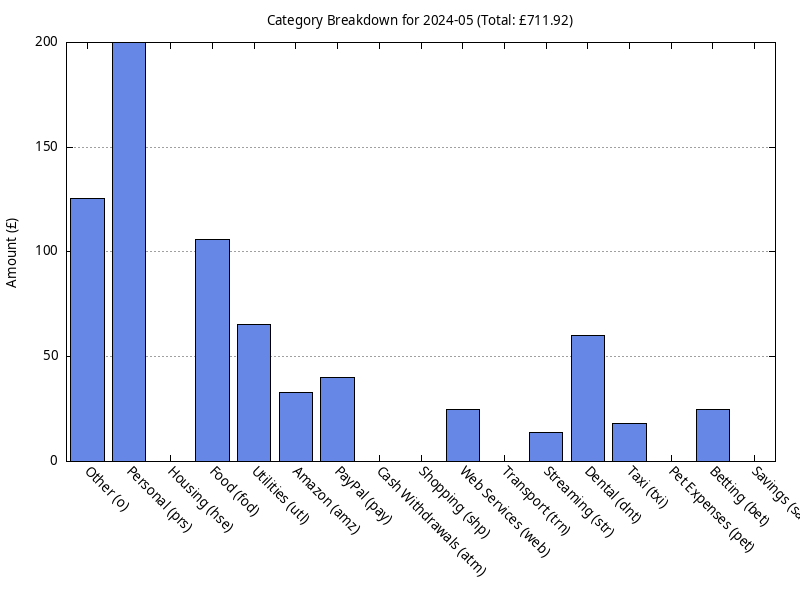 Category Breakdown for 2024-05 (Total: £711.92)
Amount (£)
200
150
100
50
0
Other (o)
Personal (prs)
Housing (hse)
Food (fod)
Utilities (utl)
Amazon (amz)
PayPal (pay)
Cash Withdrawals (atm)
Shopping (shp)
Web Services (web)
Transport (trn)
Streaming (str)
Dental (dnt)
Taxi (txi)
Pet Expenses (pet)
Betting (bet)
Savings